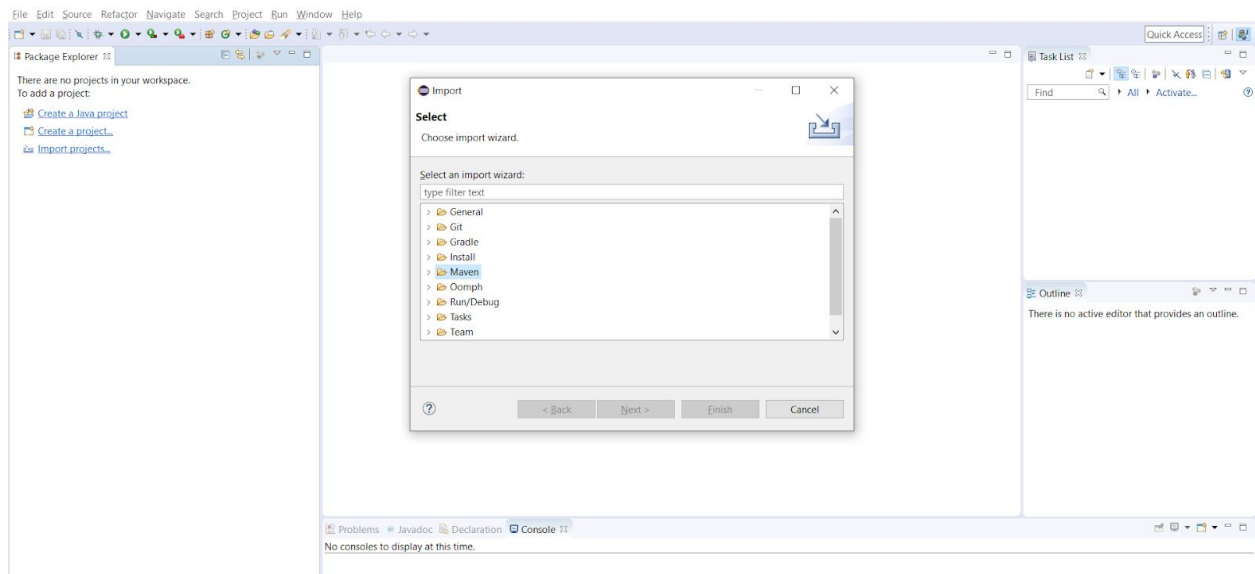 File Edit Source Refactor Navigate Search Project Run Window Help
Quick Access
Package Explorer
There are no projects in your workspace.
To add a project:
Create a Java project
Create a project...
Import projects...
Import
Select
Choose import wizard.
Select an import wizard:
type filter text
General
Git
Gradle
Install
Maven
Oomph
Run/Debug
Tasks
Team
< Back Next > Finish Cancel
Task List
Find All Activate...
Outline
There is no active editor that provides an outline.
Problems Javadoc Declaration Console
No consoles to display at this time.